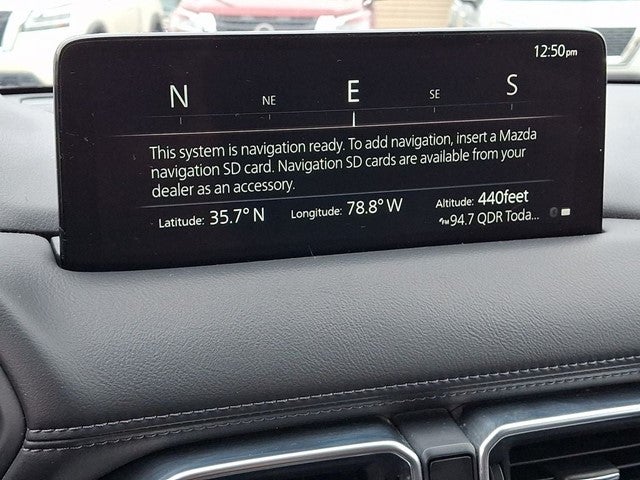 12:50pm
N NE E SE S
This system is navigation ready. To add navigation, insert a Mazda
navigation SD card. Navigation SD cards are available from your
dealer as an accessory.
Latitude: 35.7° N Longitude: 78.8° W Altitude: 440feet
FM 94.7 QDR Toda...